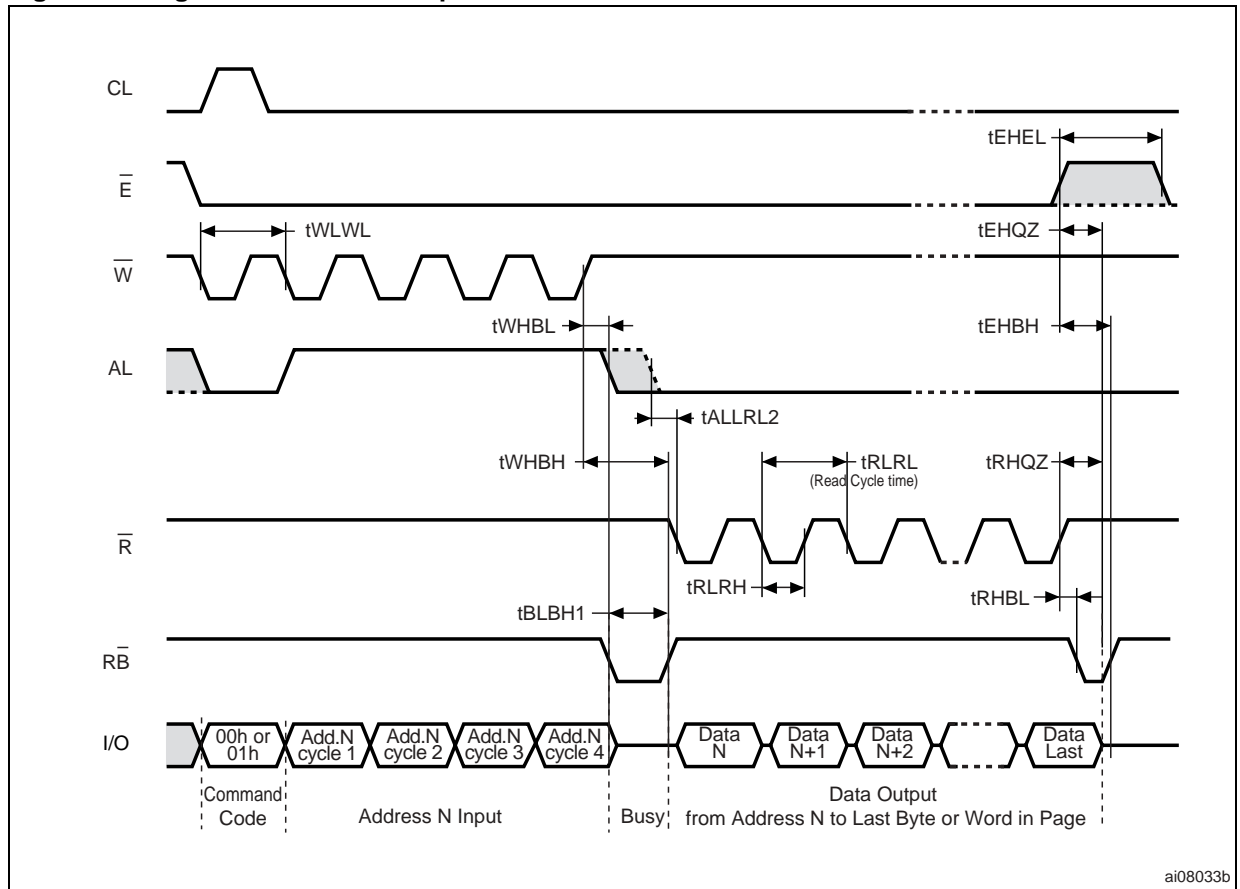 CL
tEHEL
E
tWLWL
tEHQZ
W
tWHBL
tEHBH
AL
tALLRL2
tWHBH
tRLRL
tRHQZ
(Read Cycle time)
R
tRLRH
tRHBL
tBLBH1
RB
I/O
00h or
01h
Add.N
cycle 1
Add.N
cycle 2
Add.N
cycle 3
Add.N
cycle 4
Data
N
Data
N+1
Data
N+2
Data
Last
Command
Code
Address N Input
Busy
Data Output
from Address N to Last Byte or Word in Page
ai08033b